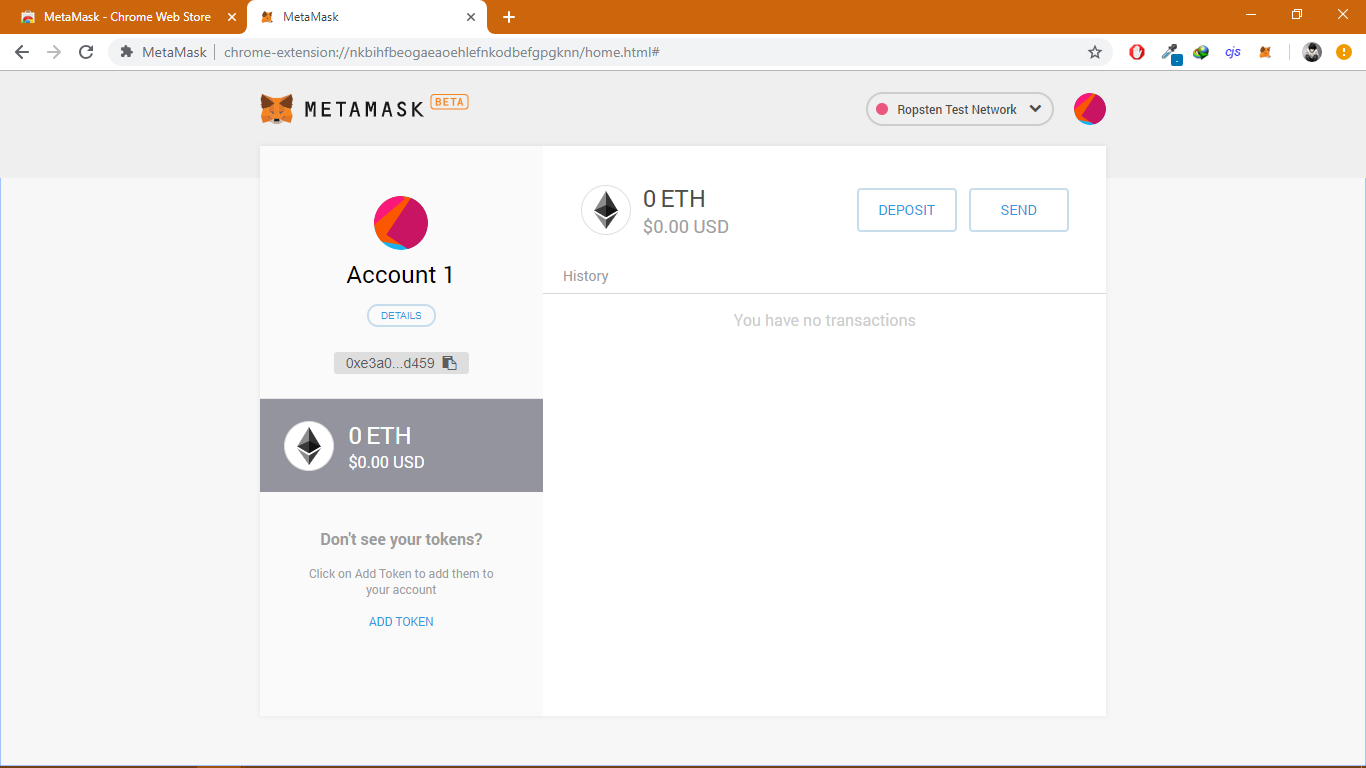 MetaMask - Chrome Web Store
MetaMask
MetaMask
chrome-extension://nkbihfbeogaeaoehlefnkodbefgpgknn/home.html#
cjs
METAMASK
BETA
Ropsten Test Network
Account 1
DETAILS
0xe3a0...d459
0 ETH
$0.00 USD
Don't see your tokens?
Click on Add Token to add them to
your account
ADD TOKEN
0 ETH
$0.00 USD
DEPOSIT
SEND
History
You have no transactions